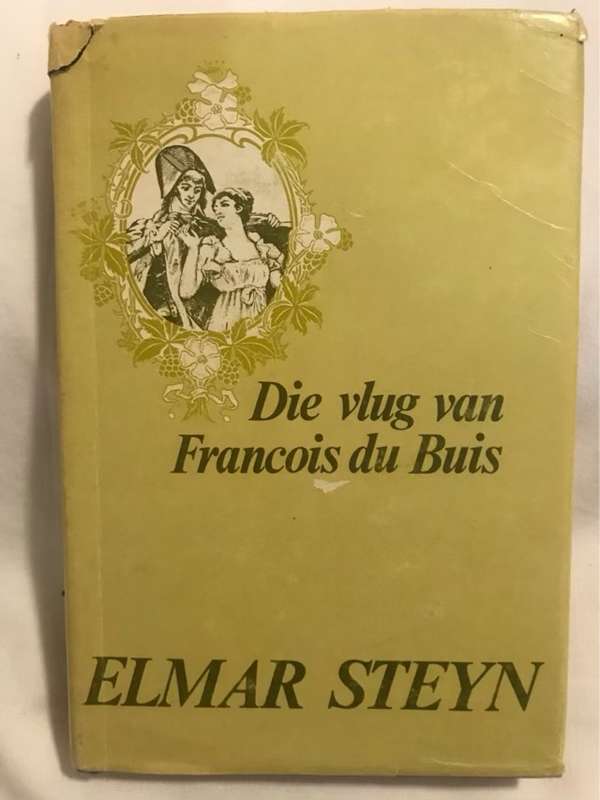 Die vlug van
Francois du Buis
ELMAR STEYN